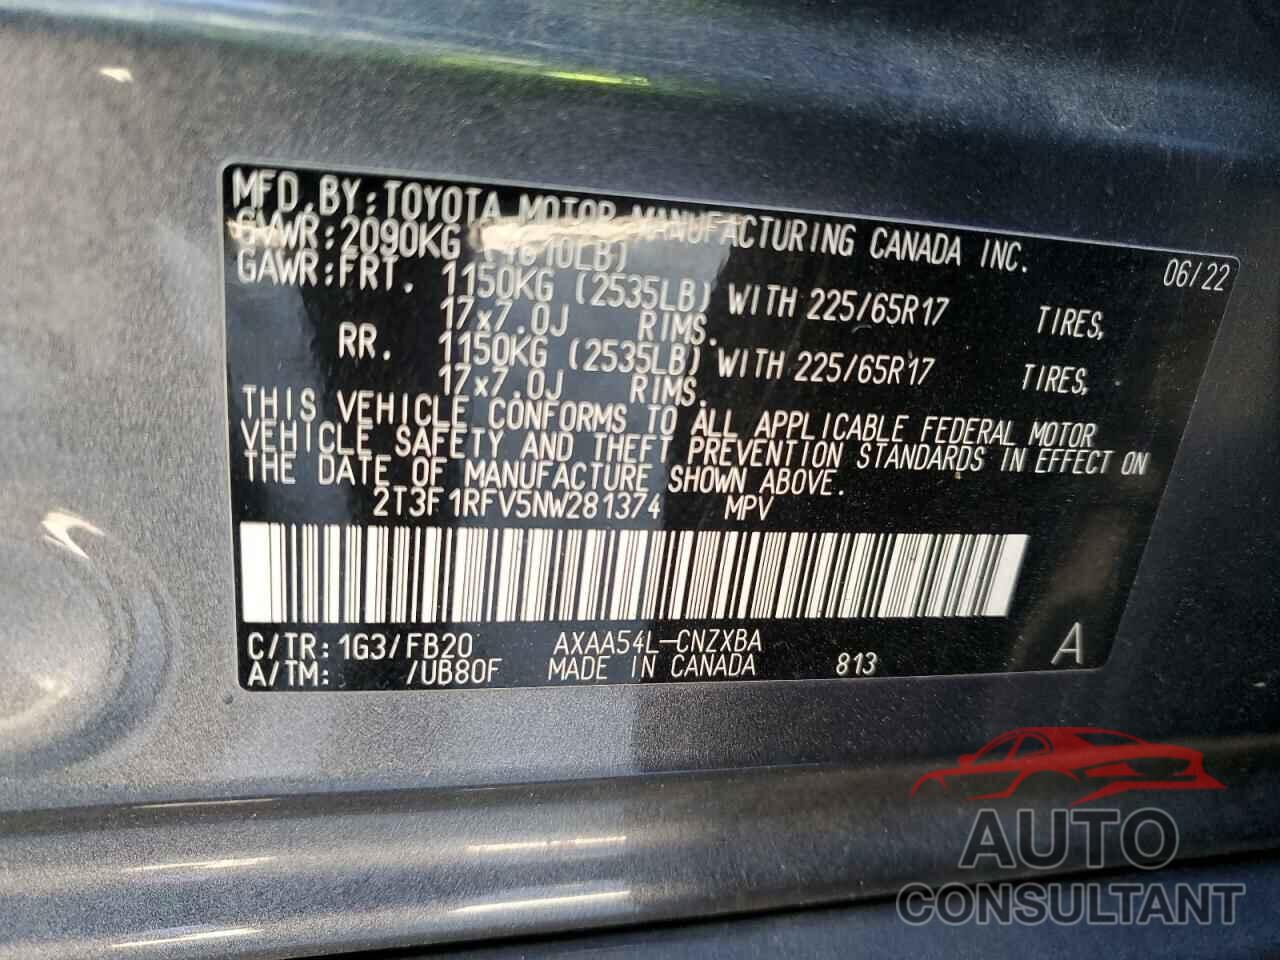 MFD. BY: TOYOTA MOTOR MANUFACTURING CANADA INC. 06/22
GVWR: 2090KG (4610LB)
GAWR: FRT. 1150KG (2535LB) WITH 225/65R17 TIRES,
17x7.0J RIMS.
RR. 1150KG (2535LB) WITH 225/65R17 TIRES,
17x7.0J RIMS.
THIS VEHICLE CONFORMS TO ALL APPLICABLE FEDERAL MOTOR
VEHICLE SAFETY AND THEFT PREVENTION STANDARDS IN EFFECT ON
THE DATE OF MANUFACTURE SHOWN ABOVE.
2T3F1RFV5NW281374 MPV
C/TR: 1G3/FB20 AXAA54L-CNZXBA
A/TM: /UB80F MADE IN CANADA 813 A
AUTO
CONSULTANT